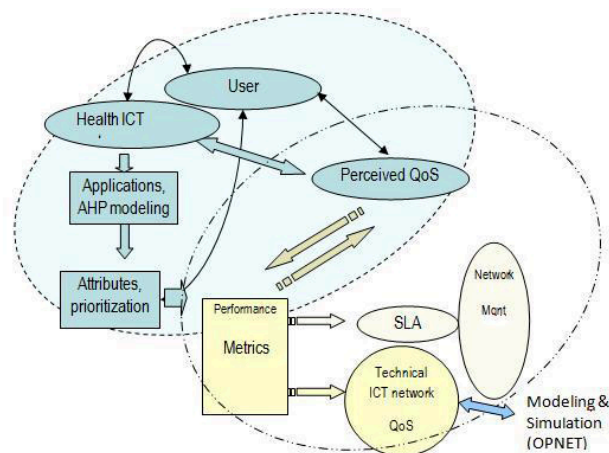 User
Health ICT
Perceived QoS
Applications,
AHP modeling
Attributes,
prioritization
Performance
Metrics
Network
Mqnt
SLA
Technical
ICT network
QoS
Modeling &
Simulation
(OPNET)